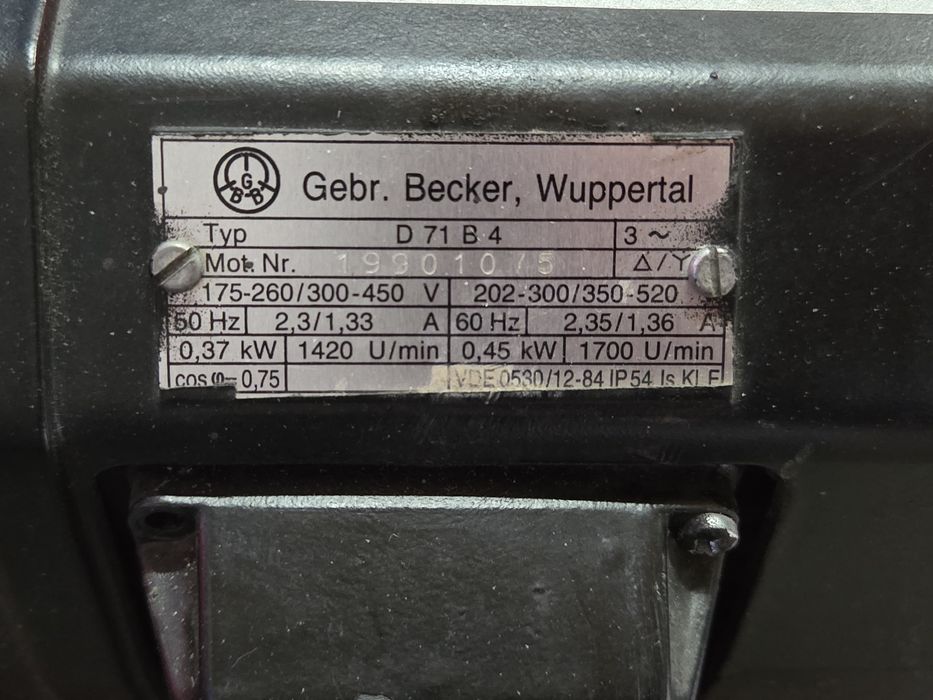 G
B-B
Gebr. Becker, Wuppertal
Typ D 71 B 4 3 ~
Mot. Nr. 19901075 Δ/Y
175-260/300-450 V 202-300/350-520
50 Hz 2,3/1,33 A 60 Hz 2,35/1,36 A
0,37 kW 1420 U/min 0,45 kW 1700 U/min
cos φ= 0,75 VDE 0530/12-84 IP 54 Is Kl F